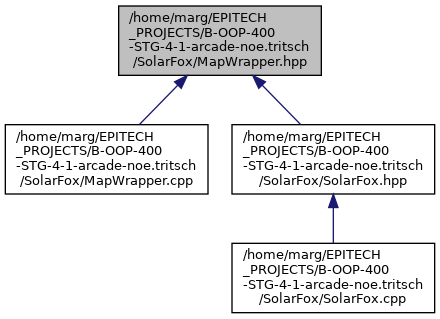 /home/marg/EPITECH
_PROJECTS/B-OOP-400
-STG-4-1-arcade-noe.tritsch
/SolarFox/MapWrapper.hpp
/home/marg/EPITECH
_PROJECTS/B-OOP-400
-STG-4-1-arcade-noe.tritsch
/SolarFox/MapWrapper.cpp
/home/marg/EPITECH
_PROJECTS/B-OOP-400
-STG-4-1-arcade-noe.tritsch
/SolarFox/SolarFox.hpp
/home/marg/EPITECH
_PROJECTS/B-OOP-400
-STG-4-1-arcade-noe.tritsch
/SolarFox/SolarFox.cpp